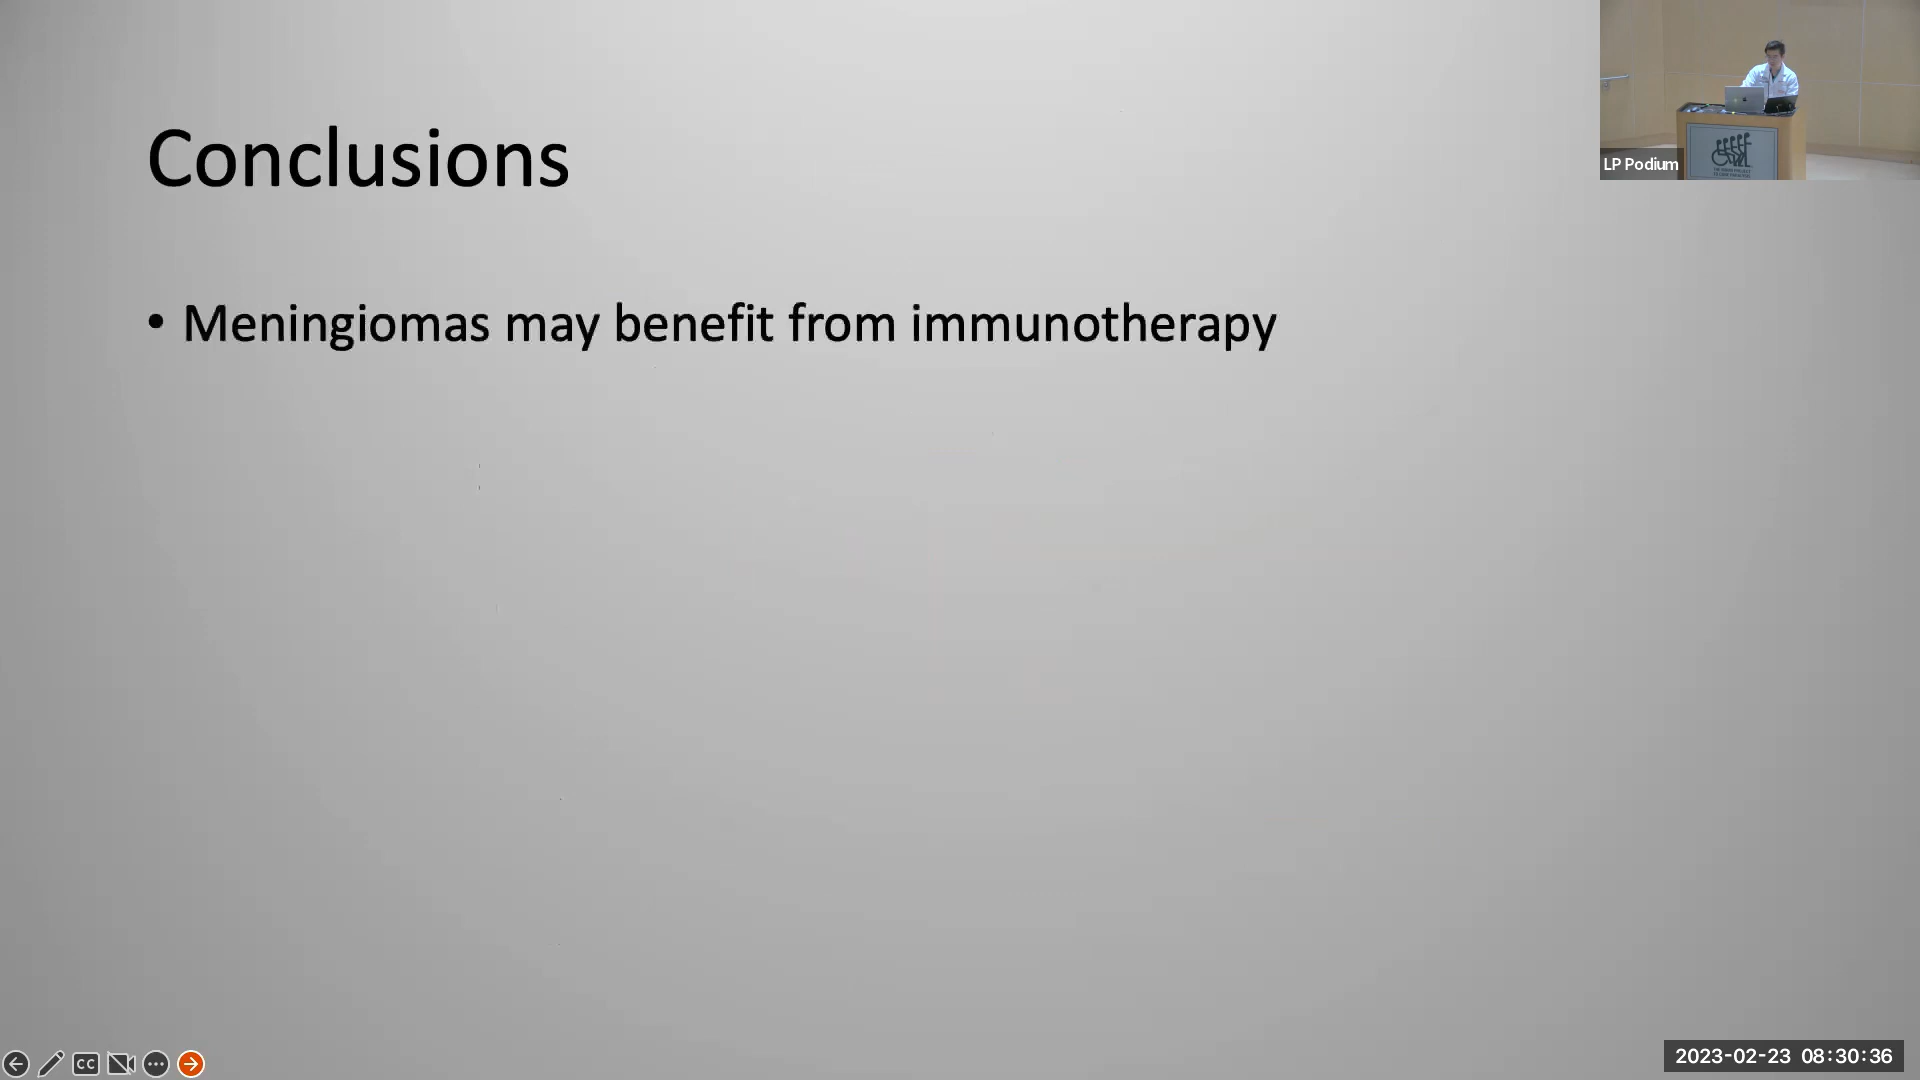 Conclusions
• Meningiomas may benefit from immunotherapy
LP Podium
CC
2023-02-23 08:30:36